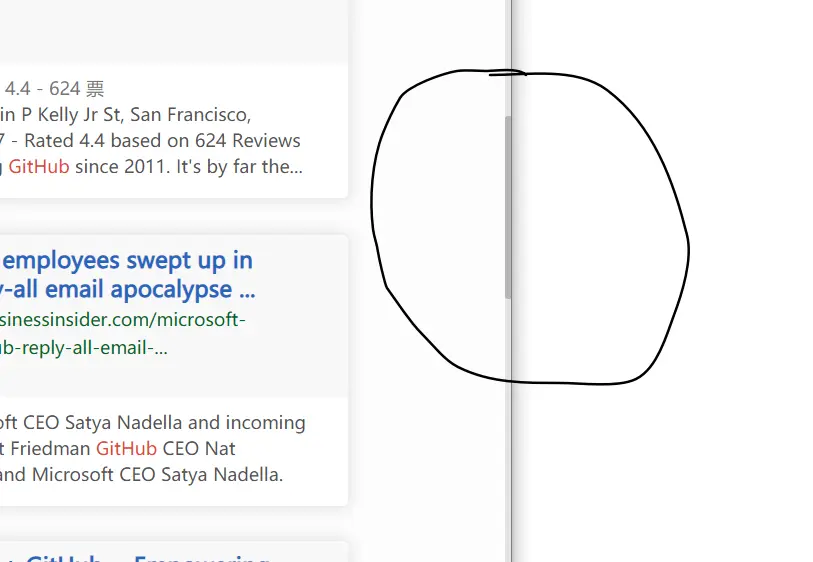 4.4 - 624 票
in P Kelly Jr St, San Francisco,
7 - Rated 4.4 based on 624 Reviews
GitHub since 2011. It's by far the...
employees swept up in
y-all email apocalypse ...
sinessinsider.com/microsoft-
ub-reply-all-email-...
oft CEO Satya Nadella and incoming
t Friedman GitHub CEO Nat
and Microsoft CEO Satya Nadella.
GitHub
Empowering